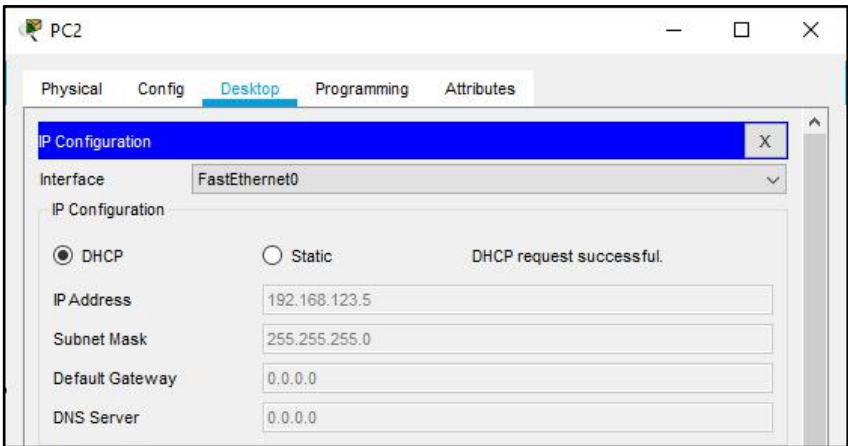 PC2
Physical Config Desktop Programming Attributes
IP Configuration X
Interface FastEthernet0
IP Configuration
DHCP Static DHCP request successful.
IP Address 192.168.123.5
Subnet Mask 255.255.255.0
Default Gateway 0.0.0.0
DNS Server 0.0.0.0